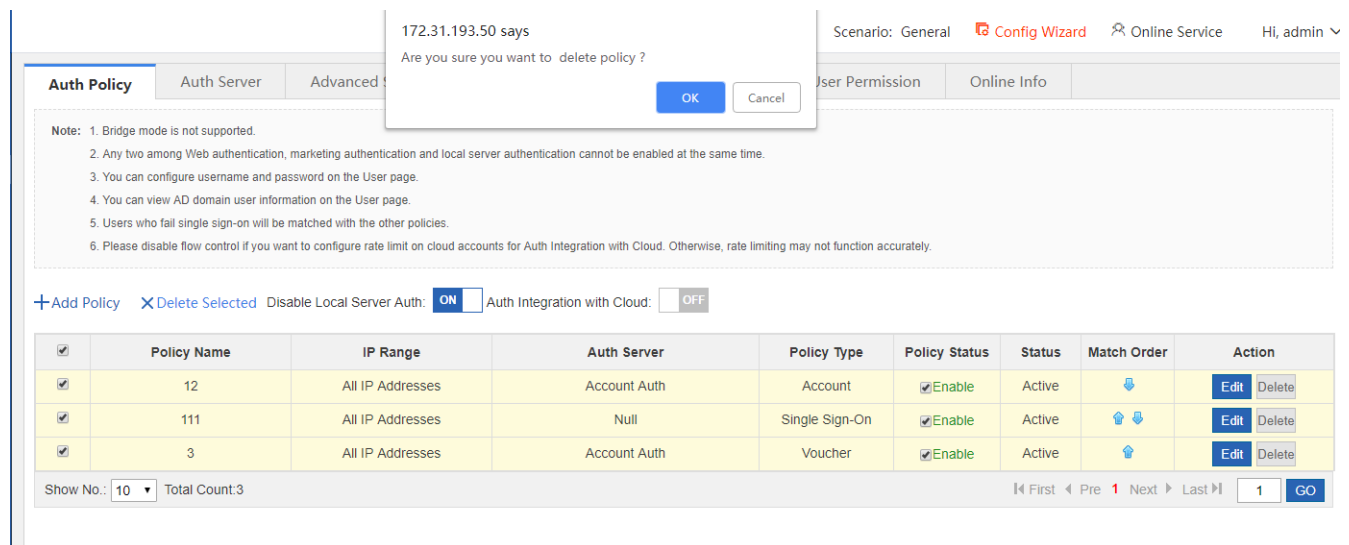 172.31.193.50 says
Are you sure you want to  delete policy ?
OK Cancel
Scenario: General Config Wizard Online Service Hi, admin
Auth Policy Auth Server Advanced User Permission Online Info
Note: 1. Bridge mode is not supported.
2. Any two among Web authentication, marketing authentication and local server authentication cannot be enabled at the same time.
3. You can configure username and password on the User page.
4. You can view AD domain user information on the User page.
5. Users who fail single sign-on will be matched with the other policies.
6. Please disable flow control if you want to configure rate limit on cloud accounts for Auth Integration with Cloud. Otherwise, rate limiting may not function accurately.
Add Policy Delete Selected Disable Local Server Auth: ON Auth Integration with Cloud: OFF
Policy Name IP Range Auth Server Policy Type Policy Status Status Match Order Action
12 All IP Addresses Account Auth Account Enable Active Edit Delete
111 All IP Addresses Null Single Sign-On Enable Active Edit Delete
3 All IP Addresses Account Auth Voucher Enable Active Edit Delete
Show No.: 10 Total Count:3 First Pre 1 Next Last 1 GO